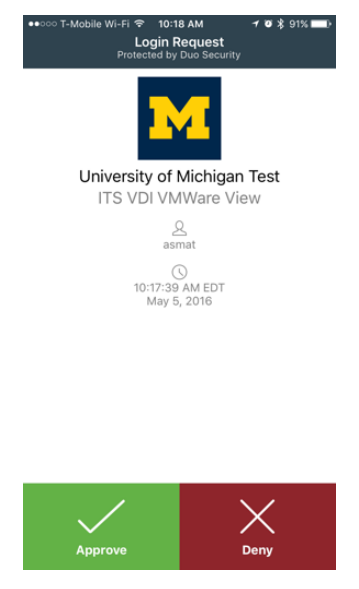 T-Mobile Wi-Fi 10:18 AM 91%
Login Request
Protected by Duo Security
M
University of Michigan Test
ITS VDI VMWare View
asmat
10:17:39 AM EDT
May 5, 2016
Approve Deny